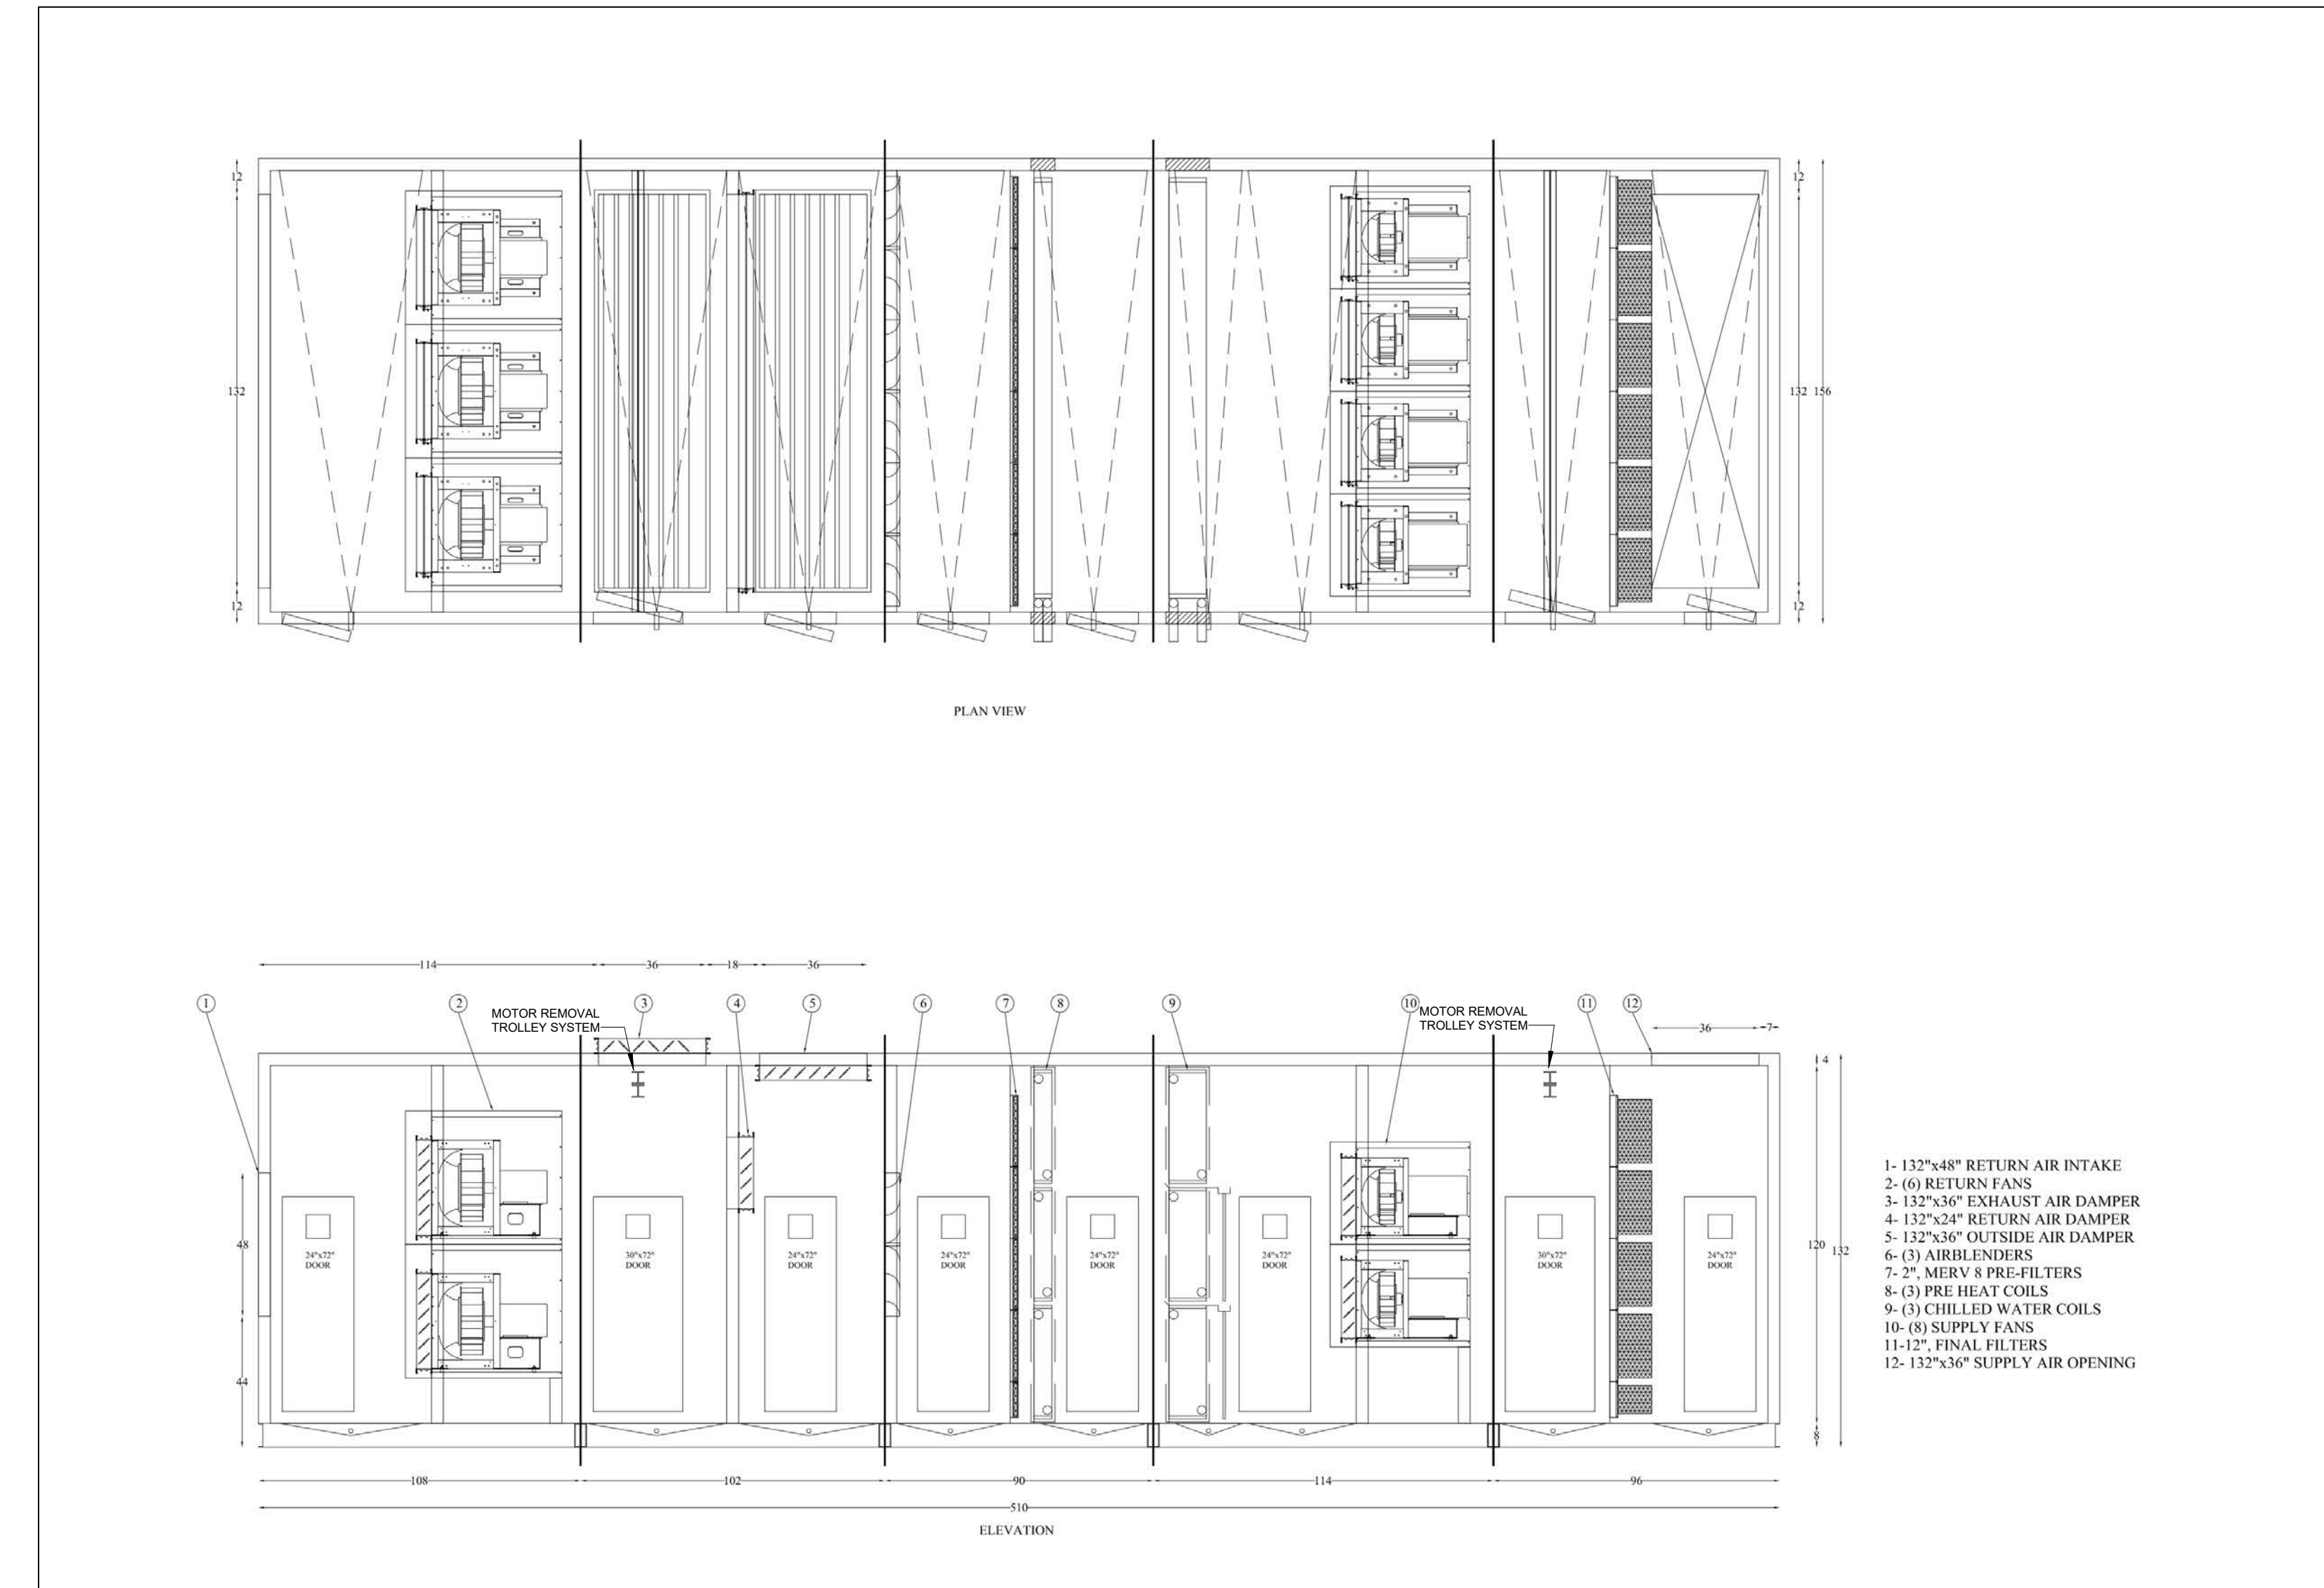 12
12
132
132 156
12
12
PLAN VIEW
114
36
18
36
1
2
3
4
5
6
7
8
9
10
11
12
MOTOR REMOVAL
TROLLEY SYSTEM
MOTOR REMOVAL
TROLLEY SYSTEM
36
7
4
48
44
120
132
8
24"x72"
DOOR
30"x72"
DOOR
24"x72"
DOOR
24"x72"
DOOR
24"x72"
DOOR
24"x72"
DOOR
30"x72"
DOOR
24"x72"
DOOR
1- 132"x48" RETURN AIR INTAKE
2- (6) RETURN FANS
3- 132"x36" EXHAUST AIR DAMPER
4- 132"x24" RETURN AIR DAMPER
5- 132"x36" OUTSIDE AIR DAMPER
6- (3) AIRBLENDERS
7- 2", MERV 8 PRE-FILTERS
8- (3) PRE HEAT COILS
9- (3) CHILLED WATER COILS
10- (8) SUPPLY FANS
11-12", FINAL FILTERS
12- 132"x36" SUPPLY AIR OPENING
108
102
90
114
96
510
ELEVATION